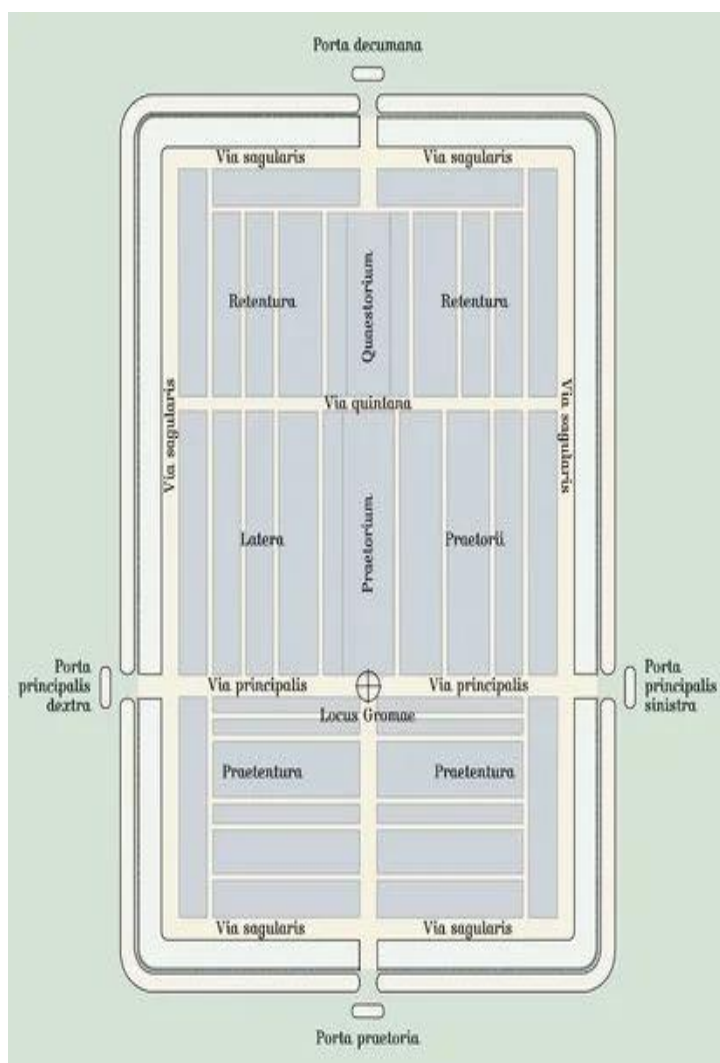 Porta decumana
Via sagularis
Via sagularis
Retentura
Quaestorium
Retentura
Via sagularis
Via quintana
Via sagularis
Latera
Praetorium
Praetorii
Porta
principalis
dextra
Via principalis
Via principalis
Porta
principalis
sinistra
Locus Gromae
Praetentura
Praetentura
Via sagularis
Via sagularis
Porta praetoria